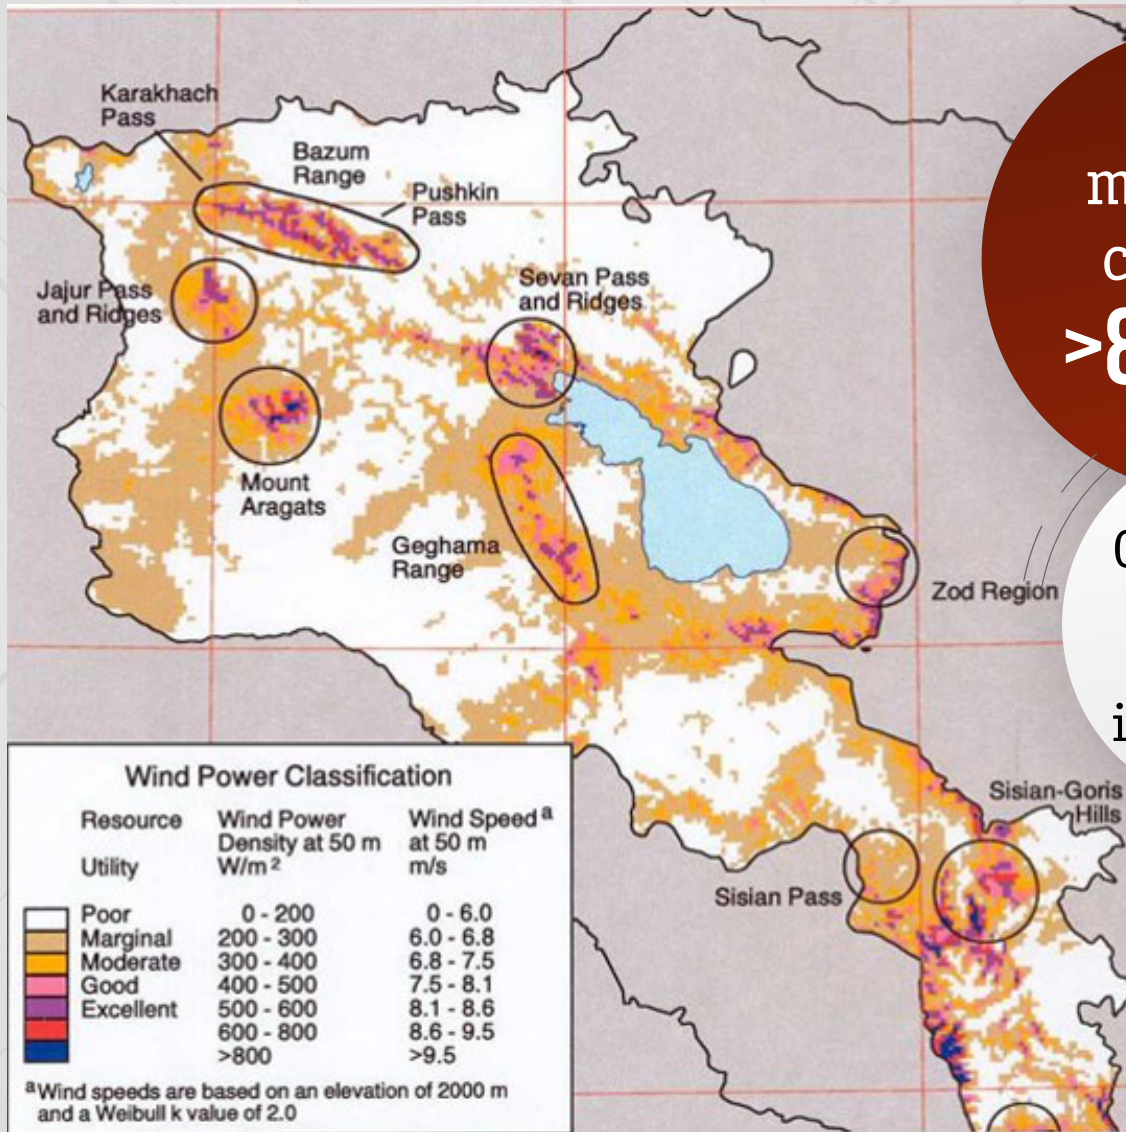 Karakhach
Pass
Bazum
Range
Pushkin
Pass
Jajur Pass
and Ridges
Sevan Pass
and Ridges
Mount
Aragats
Geghama
Range
Zod Region
Sisian-Goris
Hills
Sisian Pass
Wind Power Classification
Resource Wind Power Wind Speed a
Density at 50 m at 50 m
Utility W/m 2 m/s
Poor 0 - 200 0 - 6.0
Marginal 200 - 300 6.0 - 6.8
Moderate 300 - 400 6.8 - 7.5
Good 400 - 500 7.5 - 8.1
Excellent 500 - 600 8.1 - 8.6
600 - 800 8.6 - 9.5
>800 >9.5
a Wind speeds are based on an elevation of 2000 m
and a Weibull k value of 2.0